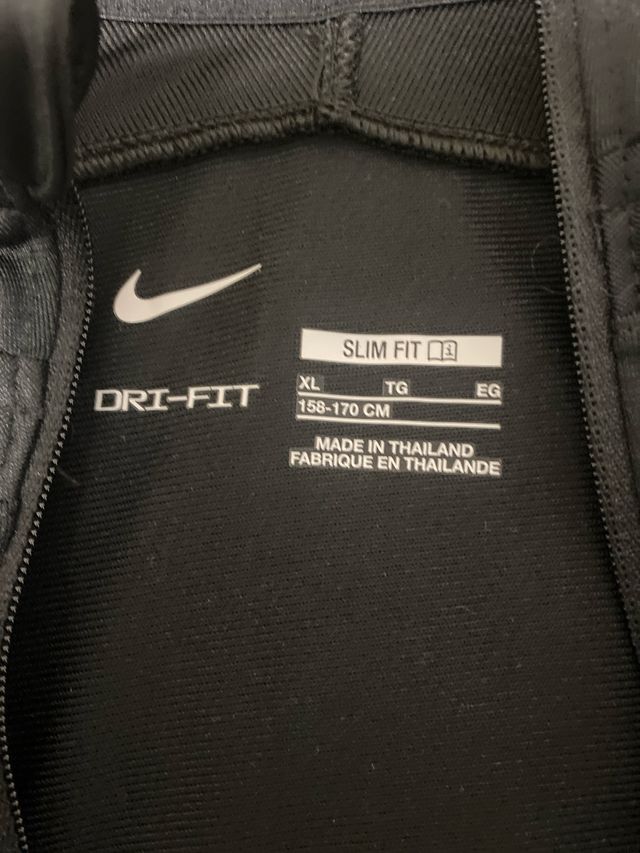 DRI-FIT
SLIM FIT
XL TG EG
158-170 CM
MADE IN THAILAND
FABRIQUE EN THAILANDE